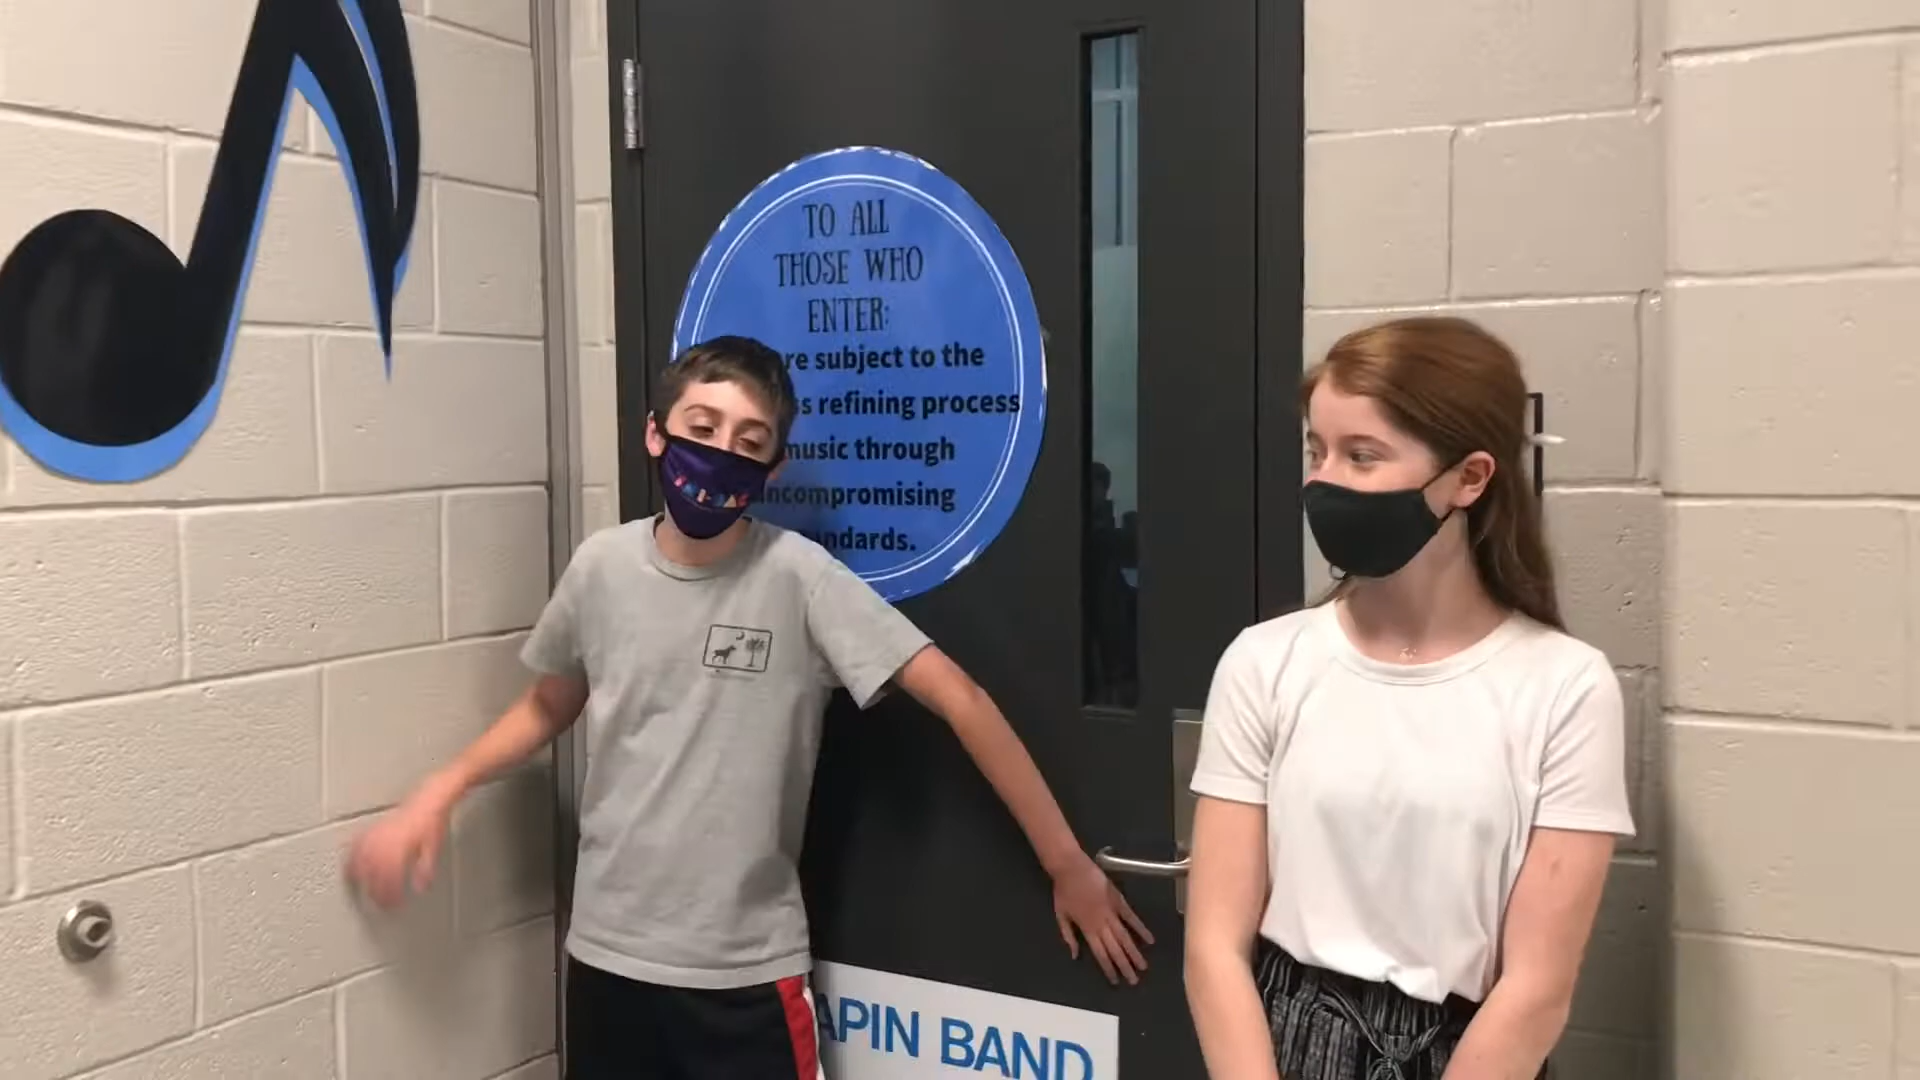 TO ALL
THOSE WHO
ENTER:
re subject to the
s refining process
music through
ncompromising
ndards.
APIN BAND